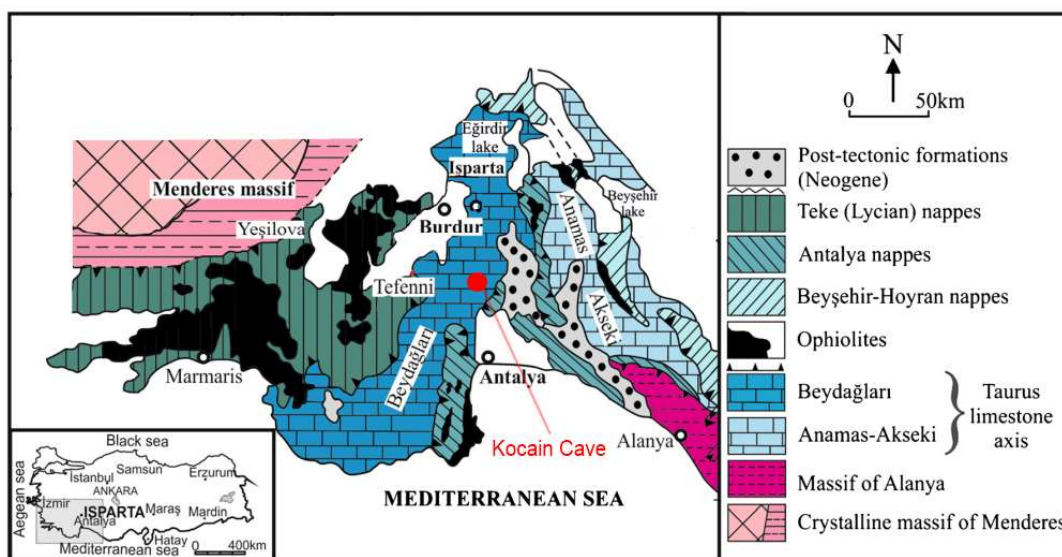 Menderes massif
Yeşilova
Eğirdir
lake
Isparta
Burdur
Tefenni
Beyşehir
lake
Anamas
Akseki
Beydağları
Marmaris
Antalya
Kocain Cave
Alanya
MEDITERRANEAN SEA
Black sea
Aegean sea
İstanbul
Samsun
Erzurum
ANKARA
İzmir
ISPARTA
Maraş
Mardin
Antalya
Hatay
Mediterranean sea
0 400km
N
0 50km
Post-tectonic formations
(Neogene)
Teke (Lycian) nappes
Antalya nappes
Beyşehir-Hoyran nappes
Ophiolites
Beydağları
Anamas-Akseki
Taurus
limestone
axis
Massif of Alanya
Crystalline massif of Menderes